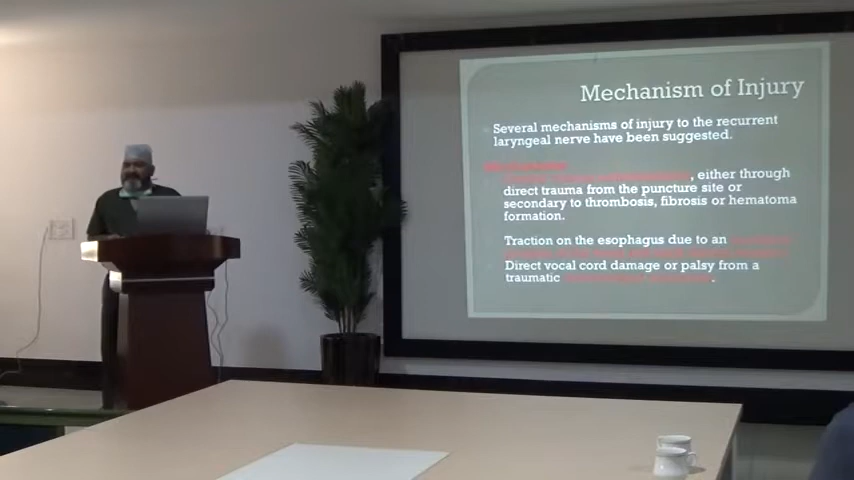 Mechanism of Injury
Several mechanisms of injury to the recurrent
laryngeal nerve have been suggested.
, either through
direct trauma from the puncture site or
secondary to thrombosis, fibrosis or hematoma
formation.
Traction on the esophagus due to an
Direct vocal cord damage or palsy from a
traumatic .